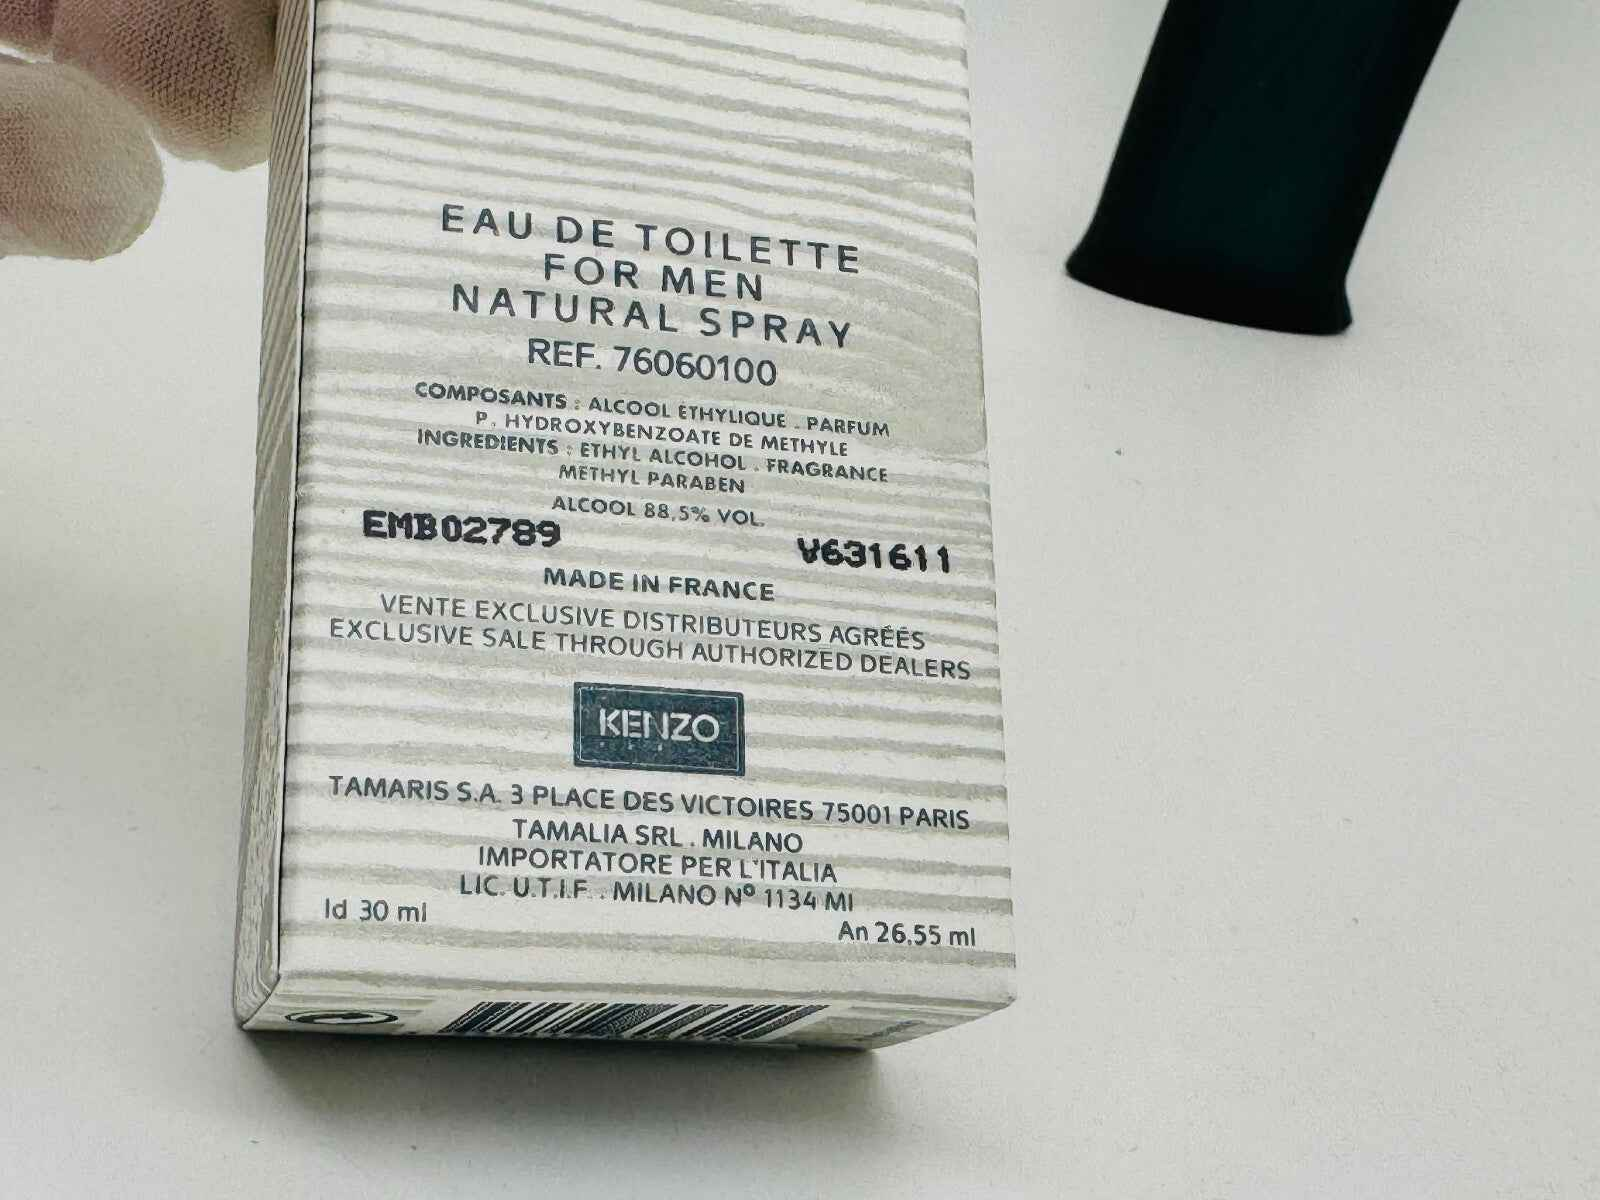 EAU DE TOILETTE
FOR MEN
NATURAL SPRAY
REF. 76060100
COMPOSANTS : ALCOOL ETHYLIQUE . PARFUM
P. HYDROXYBENZOATE DE METHYLE
INGREDIENTS : ETHYL ALCOHOL . FRAGRANCE
METHYL PARABEN
ALCOOL 88,5% VOL.
EMB02789
V631611
MADE IN FRANCE
VENTE EXCLUSIVE DISTRIBUTEURS AGRÉÉS
EXCLUSIVE SALE THROUGH AUTHORIZED DEALERS
KENZO
TAMARIS S.A. 3 PLACE DES VICTOIRES 75001 PARIS
TAMALIA SRL . MILANO
IMPORTATORE PER L'ITALIA
LIC. U.T.I.F. . MILANO Nº 1134 MI
Id 30 ml
An 26,55 ml